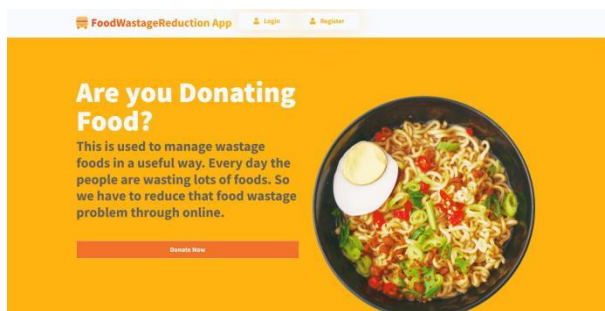 FoodWastageReduction App
Login
Register
Are you Donating
Food?
This is used to manage wastage
foods in a useful way. Every day the
people are wasting lots of foods. So
we have to reduce that food wastage
problem through online.
Donate Now